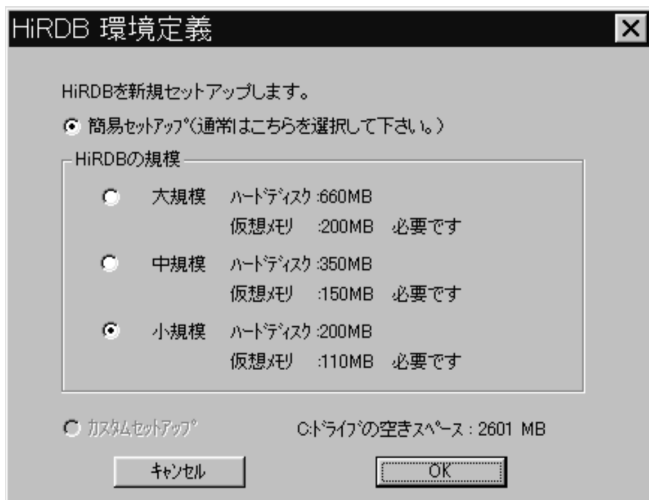 HiRDB 環境定義
HiRDBを新規セットアップします。
簡易ｾｯﾄｱｯﾌﾟ(通常はこちらを選択して下さい。)
HiRDBの規模
大規模 ﾊｰﾄﾞﾃﾞｨｽｸ:660MB
仮想ﾒﾓﾘ :200MB 必要です
中規模 ﾊｰﾄﾞﾃﾞｨｽｸ:350MB
仮想ﾒﾓﾘ :150MB 必要です
小規模 ﾊｰﾄﾞﾃﾞｨｽｸ:200MB
仮想ﾒﾓﾘ :110MB 必要です
ｶｽﾀﾑｾｯﾄｱｯﾌﾟ C:ﾄﾞﾗｲﾌﾞの空きｽﾍﾟｰｽ : 2601 MB
ｷｬﾝｾﾙ OK